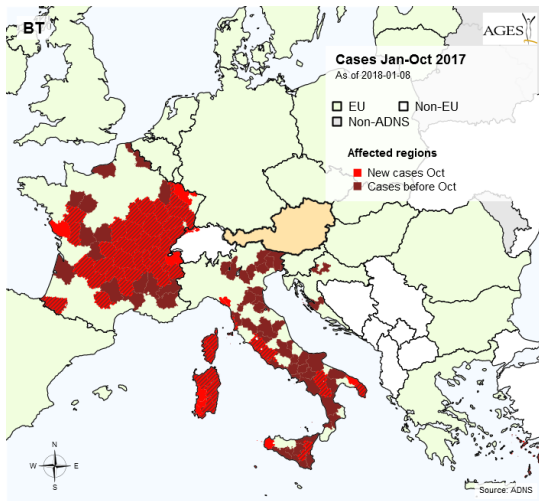 BT
AGES
Cases Jan-Oct 2017
As of 2018-01-08
EU Non-EU
Non-ADNS
Affected regions
New cases Oct
Cases before Oct
N
W E
S
Source: ADNS